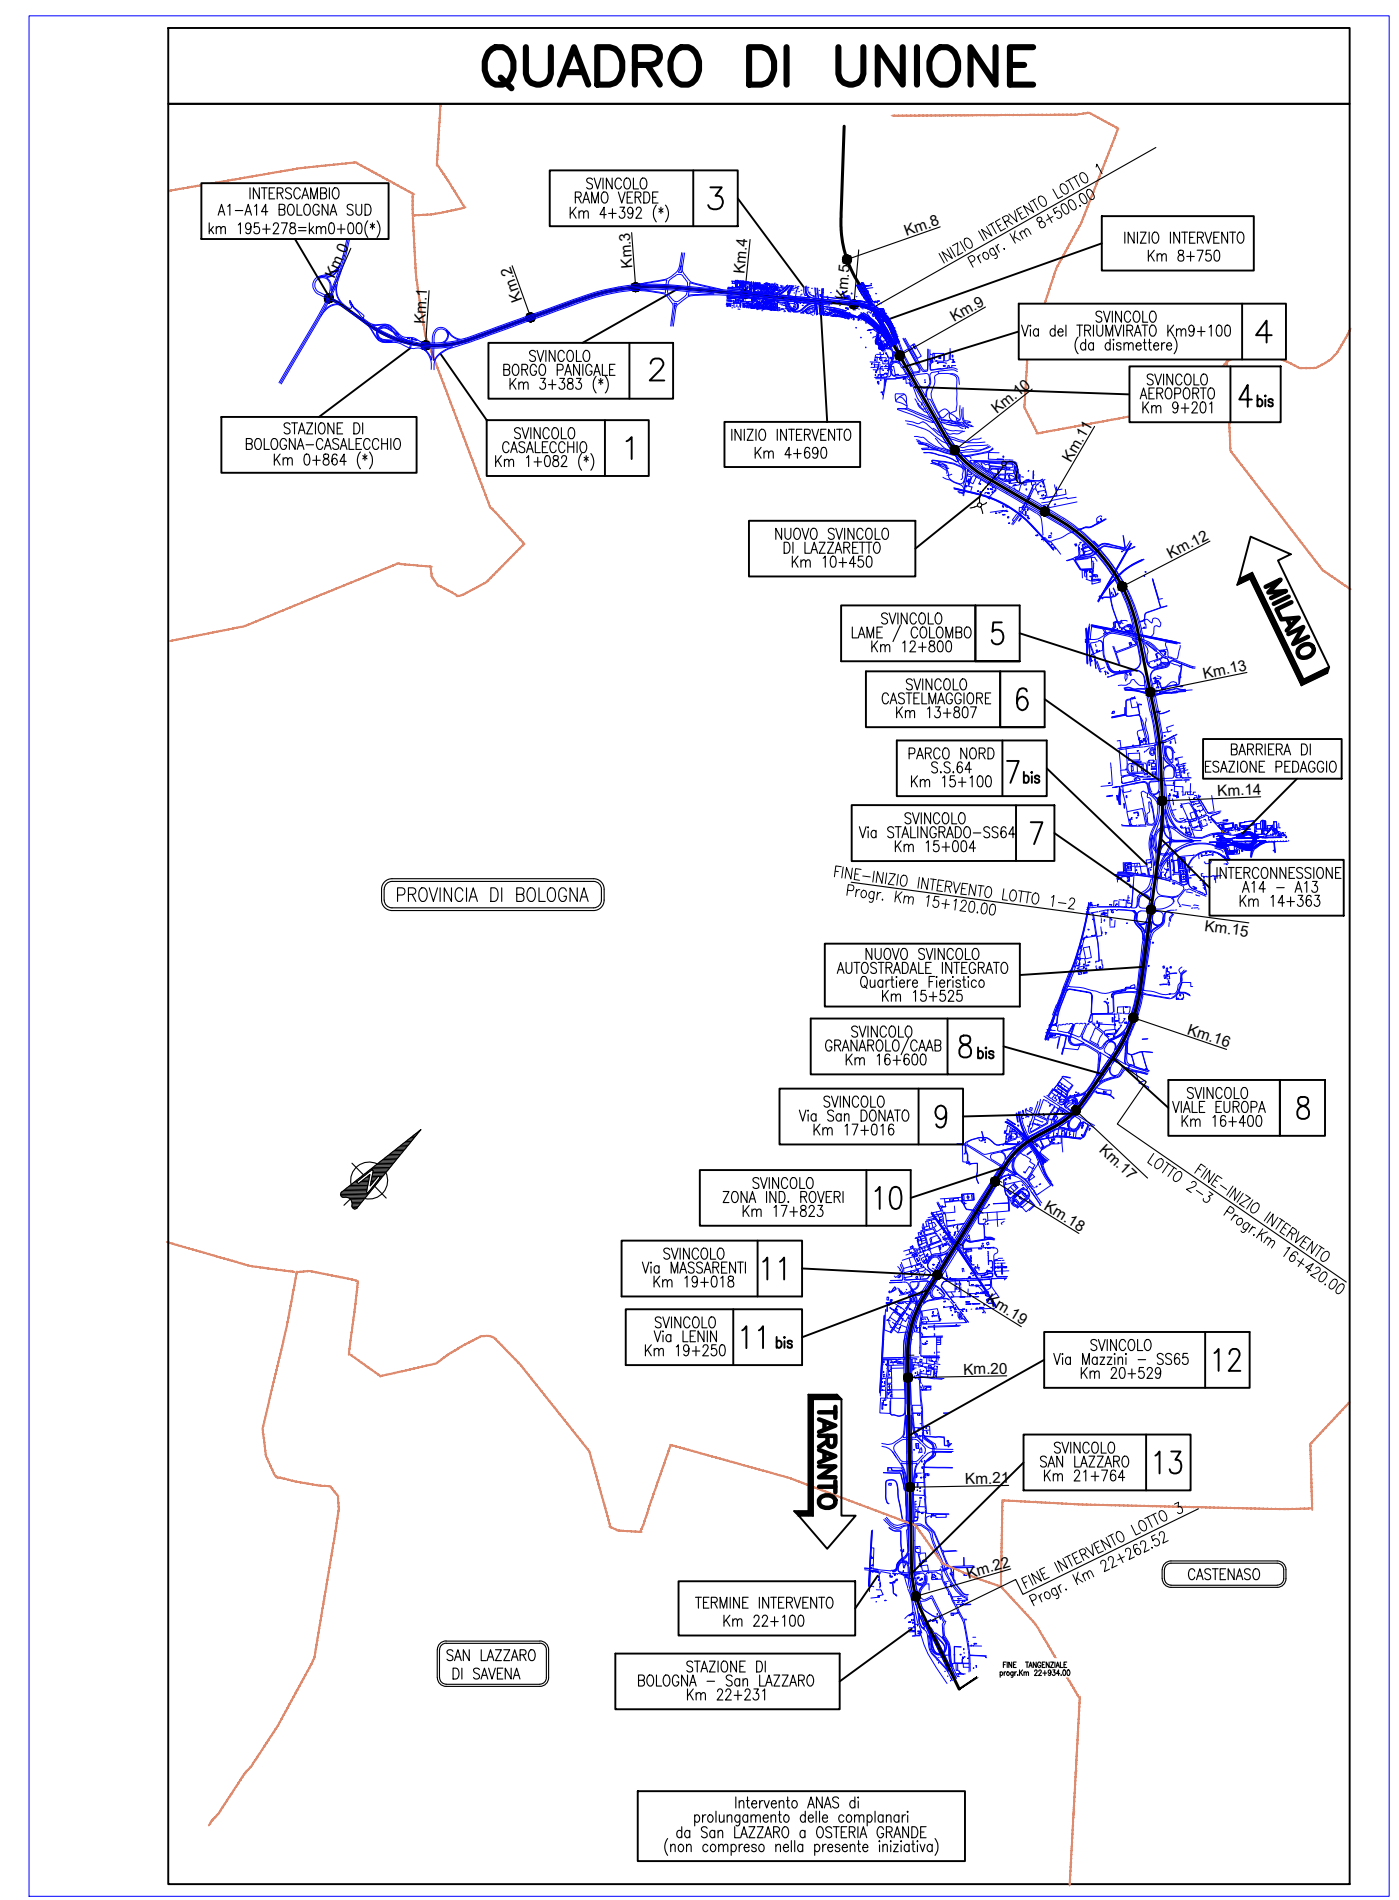 QUADRO DI UNIONE
INTERSCAMBIO
A1-A14 BOLOGNA SUD
km 195+278=km0+00(*)
SVINCOLO
RAMO VERDE
Km 4+392 (*)
3
Km.0
Km.1
Km.2
Km.3
Km.4
Km.5
Km.8
INIZIO INTERVENTO LOTTO 1
Progr. Km 8+500.00
INIZIO INTERVENTO
Km 8+750
Km.9
SVINCOLO
Via del TRIUMVIRATO Km9+100
(da dismettere)
4
SVINCOLO
BORGO PANIGALE
Km 3+383 (*)
2
SVINCOLO
AEROPORTO
Km 9+201
4 bis
STAZIONE DI
BOLOGNA-CASALECCHIO
Km 0+864 (*)
SVINCOLO
CASALECCHIO
Km 1+082 (*)
1
INIZIO INTERVENTO
Km 4+690
Km.10
Km.11
NUOVO SVINCOLO
DI LAZZARETTO
Km 10+450
Km.12
MILANO
SVINCOLO
LAME / COLOMBO
Km 12+800
5
Km.13
SVINCOLO
CASTELMAGGIORE
Km 13+807
6
PARCO NORD
S.S.64
Km 15+100
7 bis
BARRIERA DI
ESAZIONE PEDAGGIO
Km.14
SVINCOLO
Via STALINGRADO-SS64
Km 15+004
7
INTERCONNESSIONE
A14 - A13
Km 14+363
FINE-INIZIO INTERVENTO LOTTO 1-2
Progr. Km 15+120.00
PROVINCIA DI BOLOGNA
Km.15
NUOVO SVINCOLO
AUTOSTRADALE INTEGRATO
Quartiere Fieristico
Km 15+525
Km.16
SVINCOLO
GRANAROLO/CAAB
Km 16+600
8 bis
SVINCOLO
VIALE EUROPA
Km 16+400
8
SVINCOLO
Via San DONATO
Km 17+016
9
Km.17
FINE-INIZIO INTERVENTO
LOTTO 2-3 Progr.Km 16+420.00
SVINCOLO
ZONA IND. ROVERI
Km 17+823
10
Km.18
SVINCOLO
Via MASSARENTI
Km 19+018
11
Km.19
SVINCOLO
Via LENIN
Km 19+250
11 bis
SVINCOLO
Via Mazzini - SS65
Km 20+529
12
Km.20
TARANTO
SVINCOLO
SAN LAZZARO
Km 21+764
13
Km.21
FINE INTERVENTO LOTTO 3
Progr. Km 22+262.52
Km.22
CASTENASO
TERMINE INTERVENTO
Km 22+100
SAN LAZZARO
DI SAVENA
STAZIONE DI
BOLOGNA - San LAZZARO
Km 22+231
FINE TANGENZIALE
progr.Km 22+934.00
Intervento ANAS di
prolungamento delle complanari
da San LAZZARO a OSTERIA GRANDE
(non compreso nella presente iniziativa)